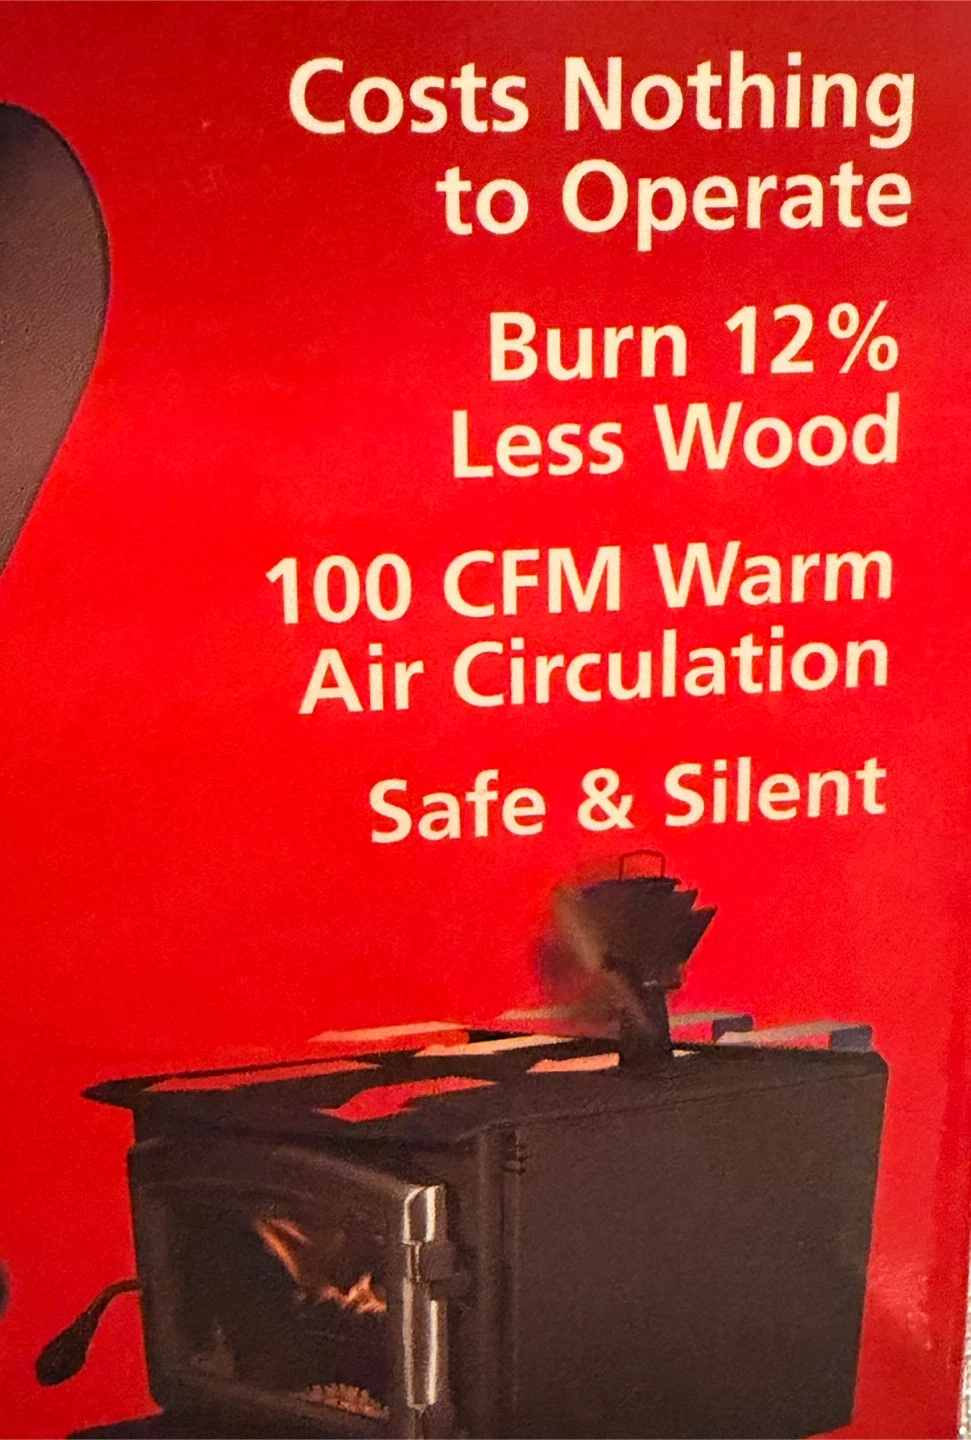 Costs Nothing
to Operate
Burn 12%
Less Wood
100 CFM Warm
Air Circulation
Safe & Silent